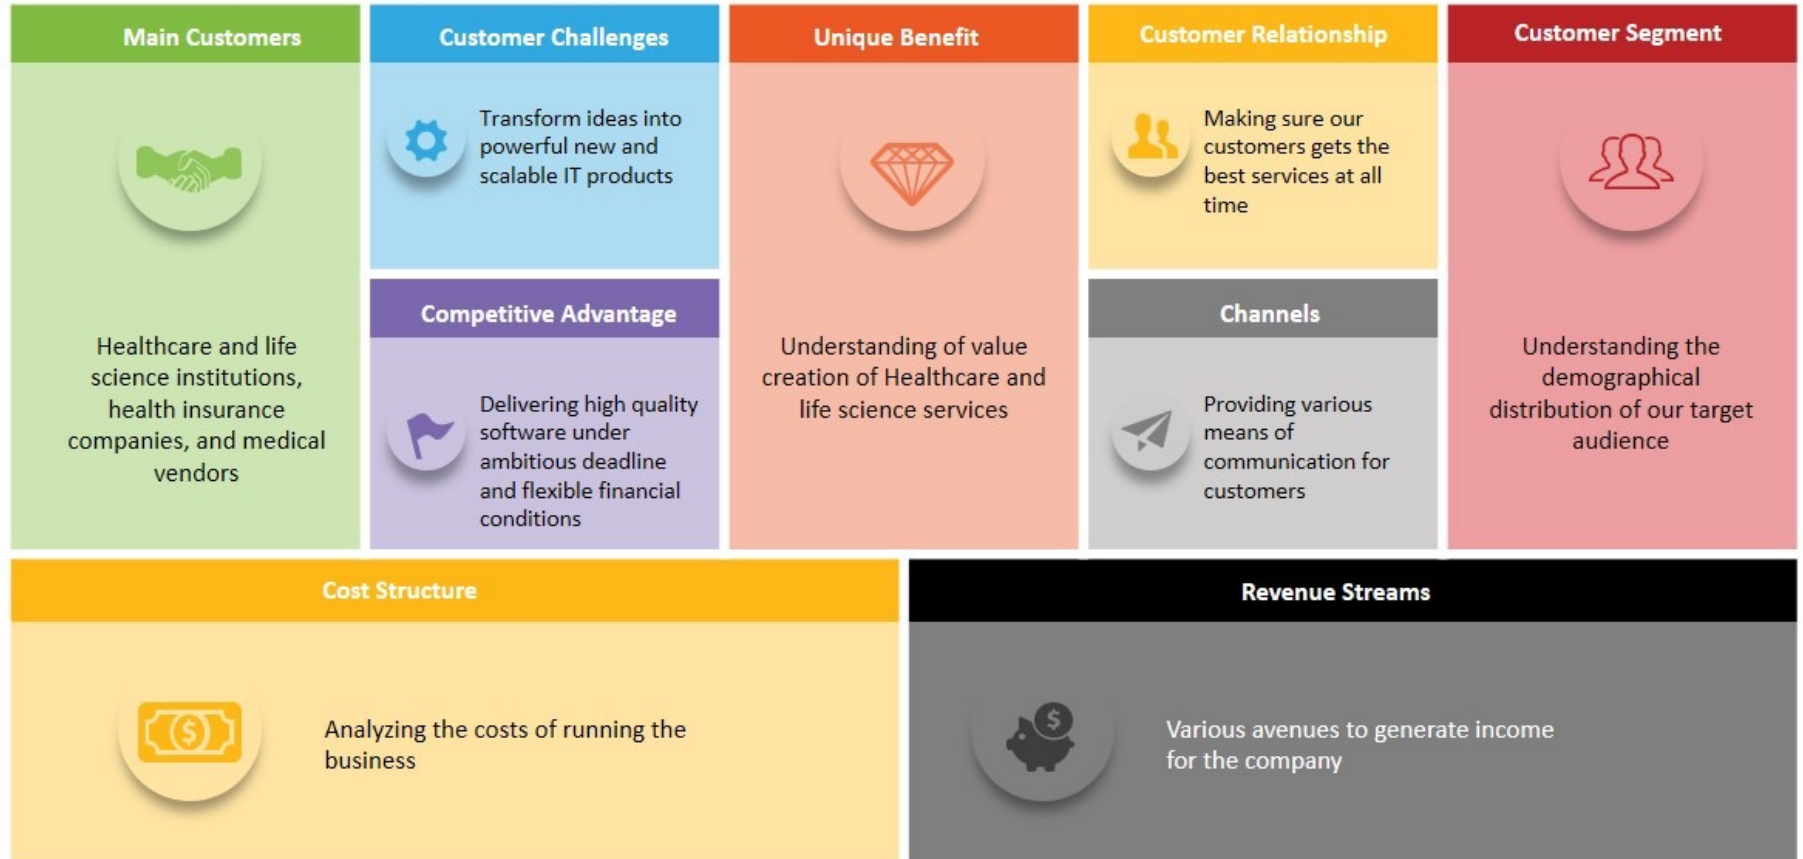 Main Customers
Healthcare and life
science institutions,
health insurance
companies, and medical
vendors
Customer Challenges
Transform ideas into
powerful new and
scalable IT products
Competitive Advantage
Delivering high quality
software under
ambitious deadline
and flexible financial
conditions
Unique Benefit
Understanding of value
creation of Healthcare and
life science services
Customer Relationship
Making sure our
customers gets the
best services at all
time
Channels
Providing various
means of
communication for
customers
Customer Segment
Understanding the
demographical
distribution of our target
audience
Cost Structure
$
Analyzing the costs of running the
business
Revenue Streams
$
Various avenues to generate income
for the company